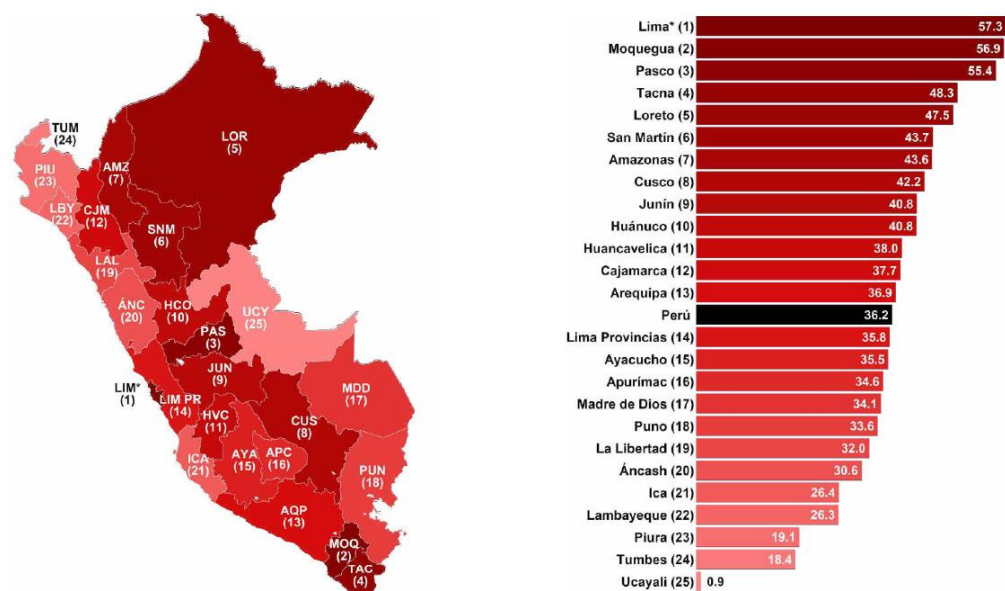 TUM
(24)
LOR
(5)
PIU
(23)
AMZ
(7)
LBY
(22)
CJM
(12)
SNM
(6)
LAL
(19)
ÁNC
(20)
HCO
(10)
UCY
(25)
PAS
(3)
JUN
(9)
LIM*
(1)
LIM PR
(14)
MDD
(17)
HVC
(11)
CUS
(8)
ICA
(21)
AYA
(15)
APC
(16)
PUN
(18)
AQP
(13)
MOQ
(2)
TAC
(4)
Lima* (1) 57.3
Moquegua (2) 56.9
Pasco (3) 55.4
Tacna (4) 48.3
Loreto (5) 47.5
San Martín (6) 43.7
Amazonas (7) 43.6
Cusco (8) 42.2
Junín (9) 40.8
Huánuco (10) 40.8
Huancavelica (11) 38.0
Cajamarca (12) 37.7
Arequipa (13) 36.9
Perú 36.2
Lima Provincias (14) 35.8
Ayacucho (15) 35.5
Apurímac (16) 34.6
Madre de Dios (17) 34.1
Puno (18) 33.6
La Libertad (19) 32.0
Áncash (20) 30.6
Ica (21) 26.4
Lambayeque (22) 26.3
Piura (23) 19.1
Tumbes (24) 18.4
Ucayali (25) 0.9